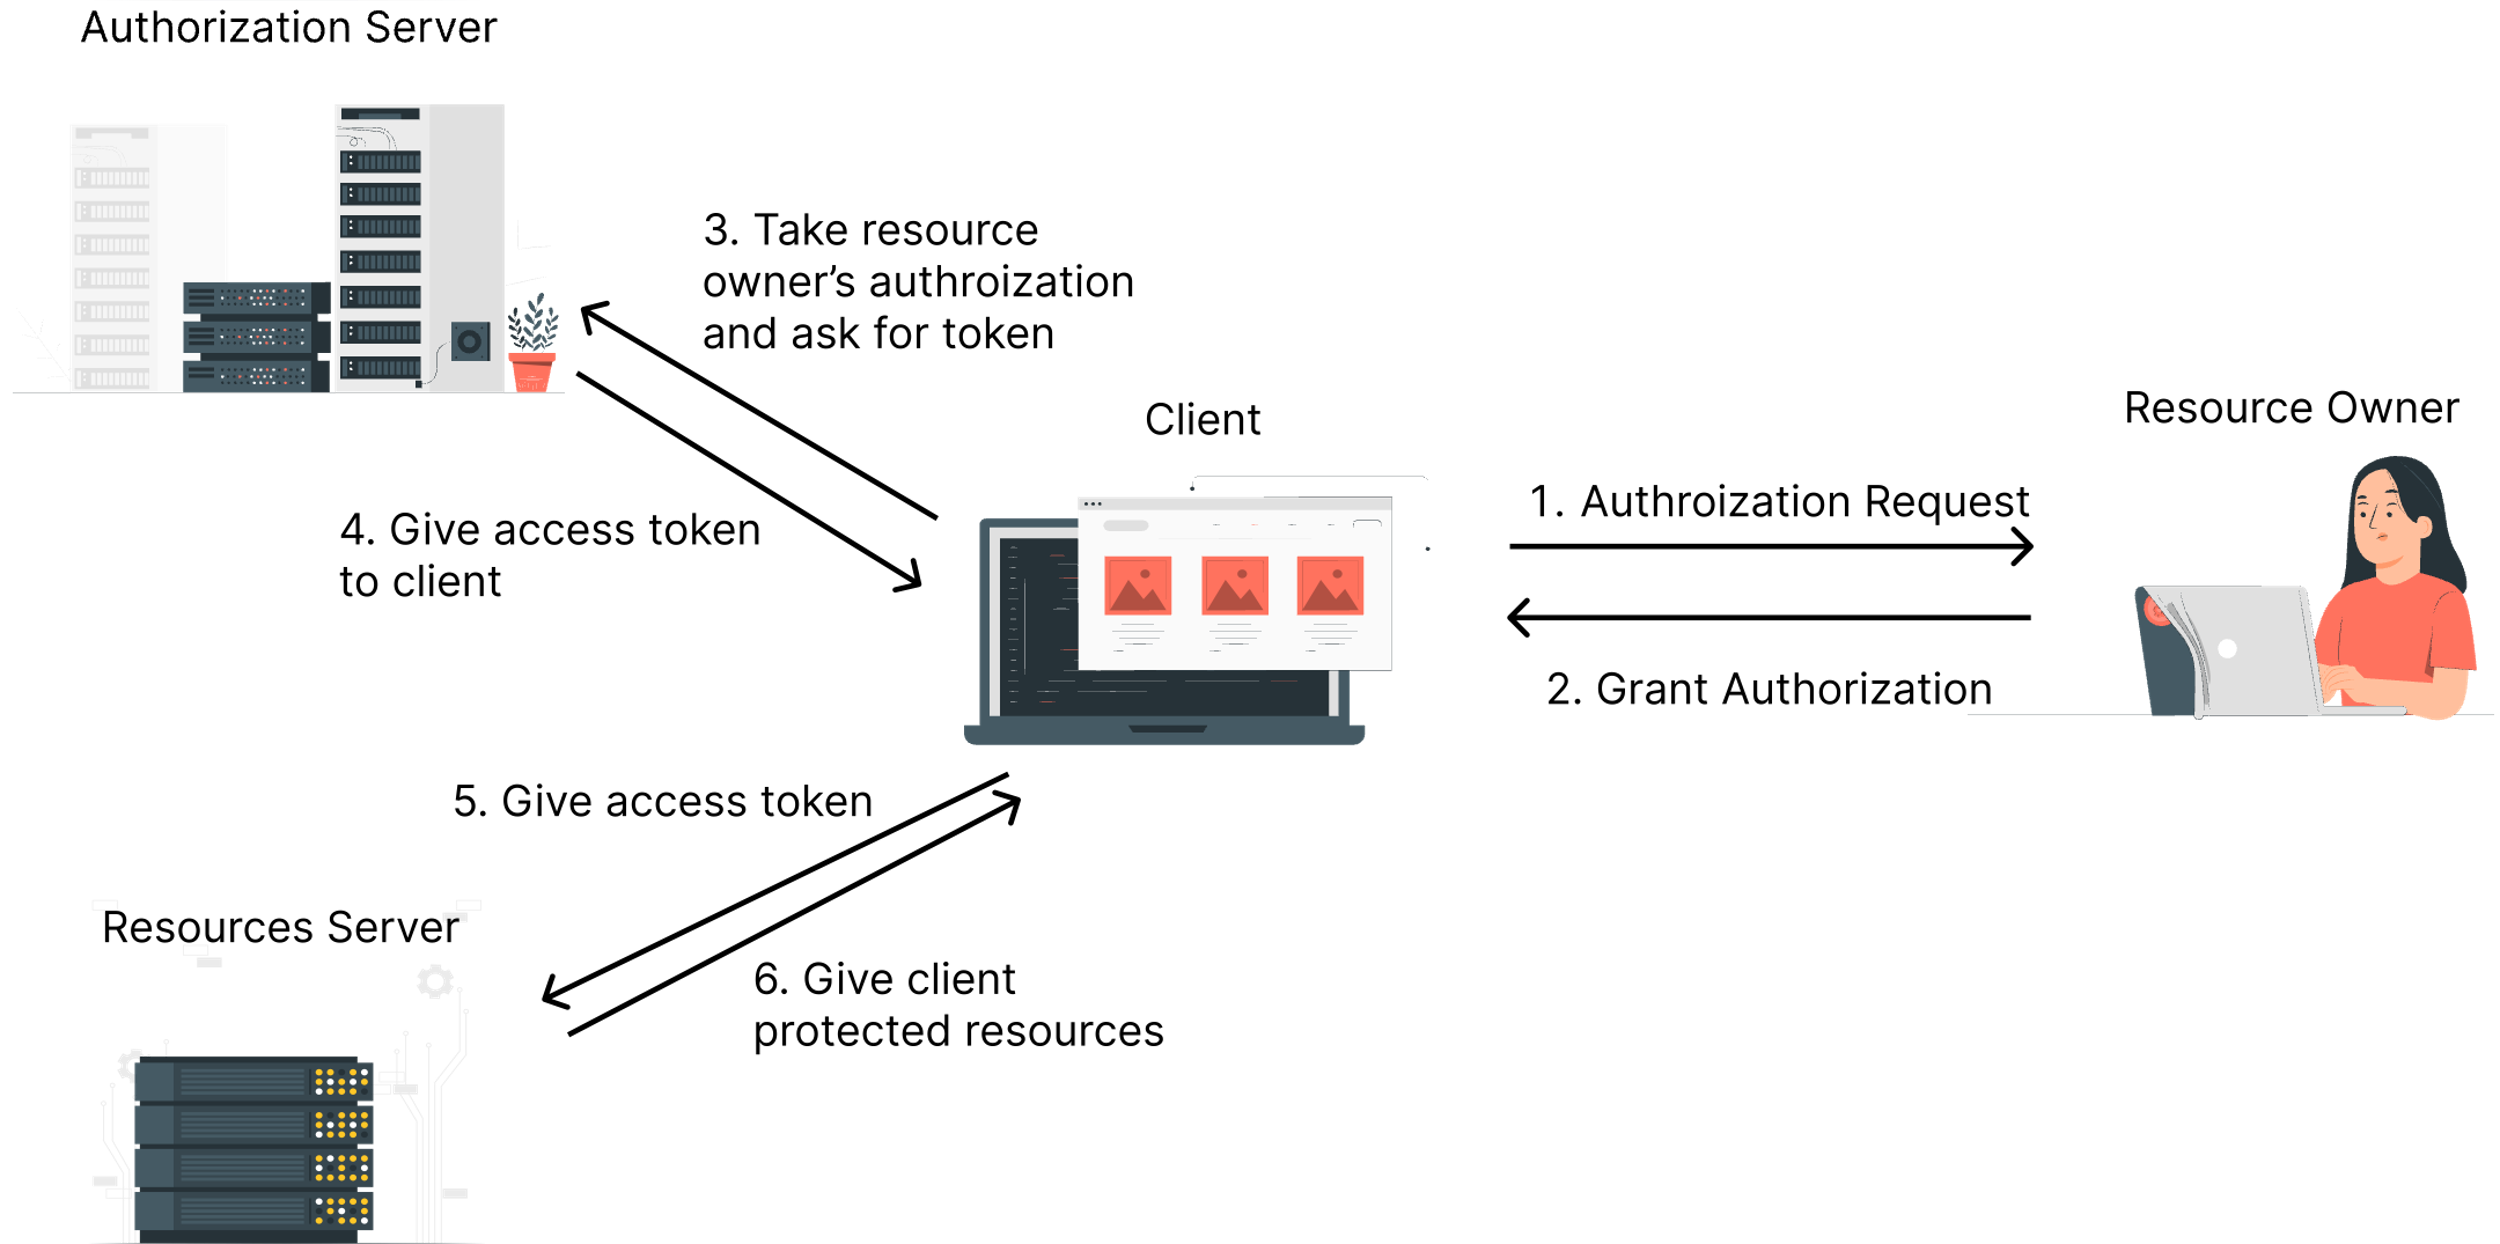 Authorization Server
3. Take resource
owner’s authroization
and ask for token
Client
Resource Owner
1. Authroization Request
4. Give access token
to client
2. Grant Authorization
5. Give access token
Resources Server
6. Give client
protected resources